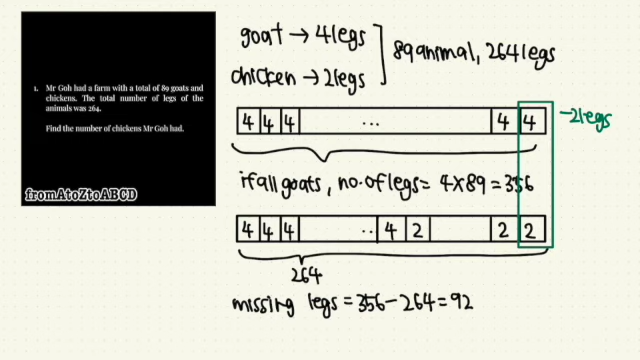 1. Mr Goh had a farm with a total of 89 goats and
chickens. The total number of legs of the
animals was 264.
Find the number of chickens Mr Goh had.
fromAtoZtoABCD
goat → 4legs
chicken → 2legs
89 animal, 264 legs
4 4 4 ... 4 4
-2legs
if all goats, no. of legs = 4 × 89 = 356
4 4 4 .. 4 2 2 2
264
missing legs = 356 - 264 = 92